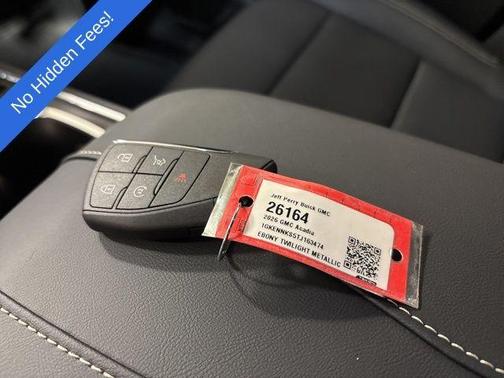 No Hidden Fees!
Jeff Perry Buick GMC
26164
2026 GMC Acadia
1GKENNKS5TJ163474
EBONY TWILIGHT METALLIC